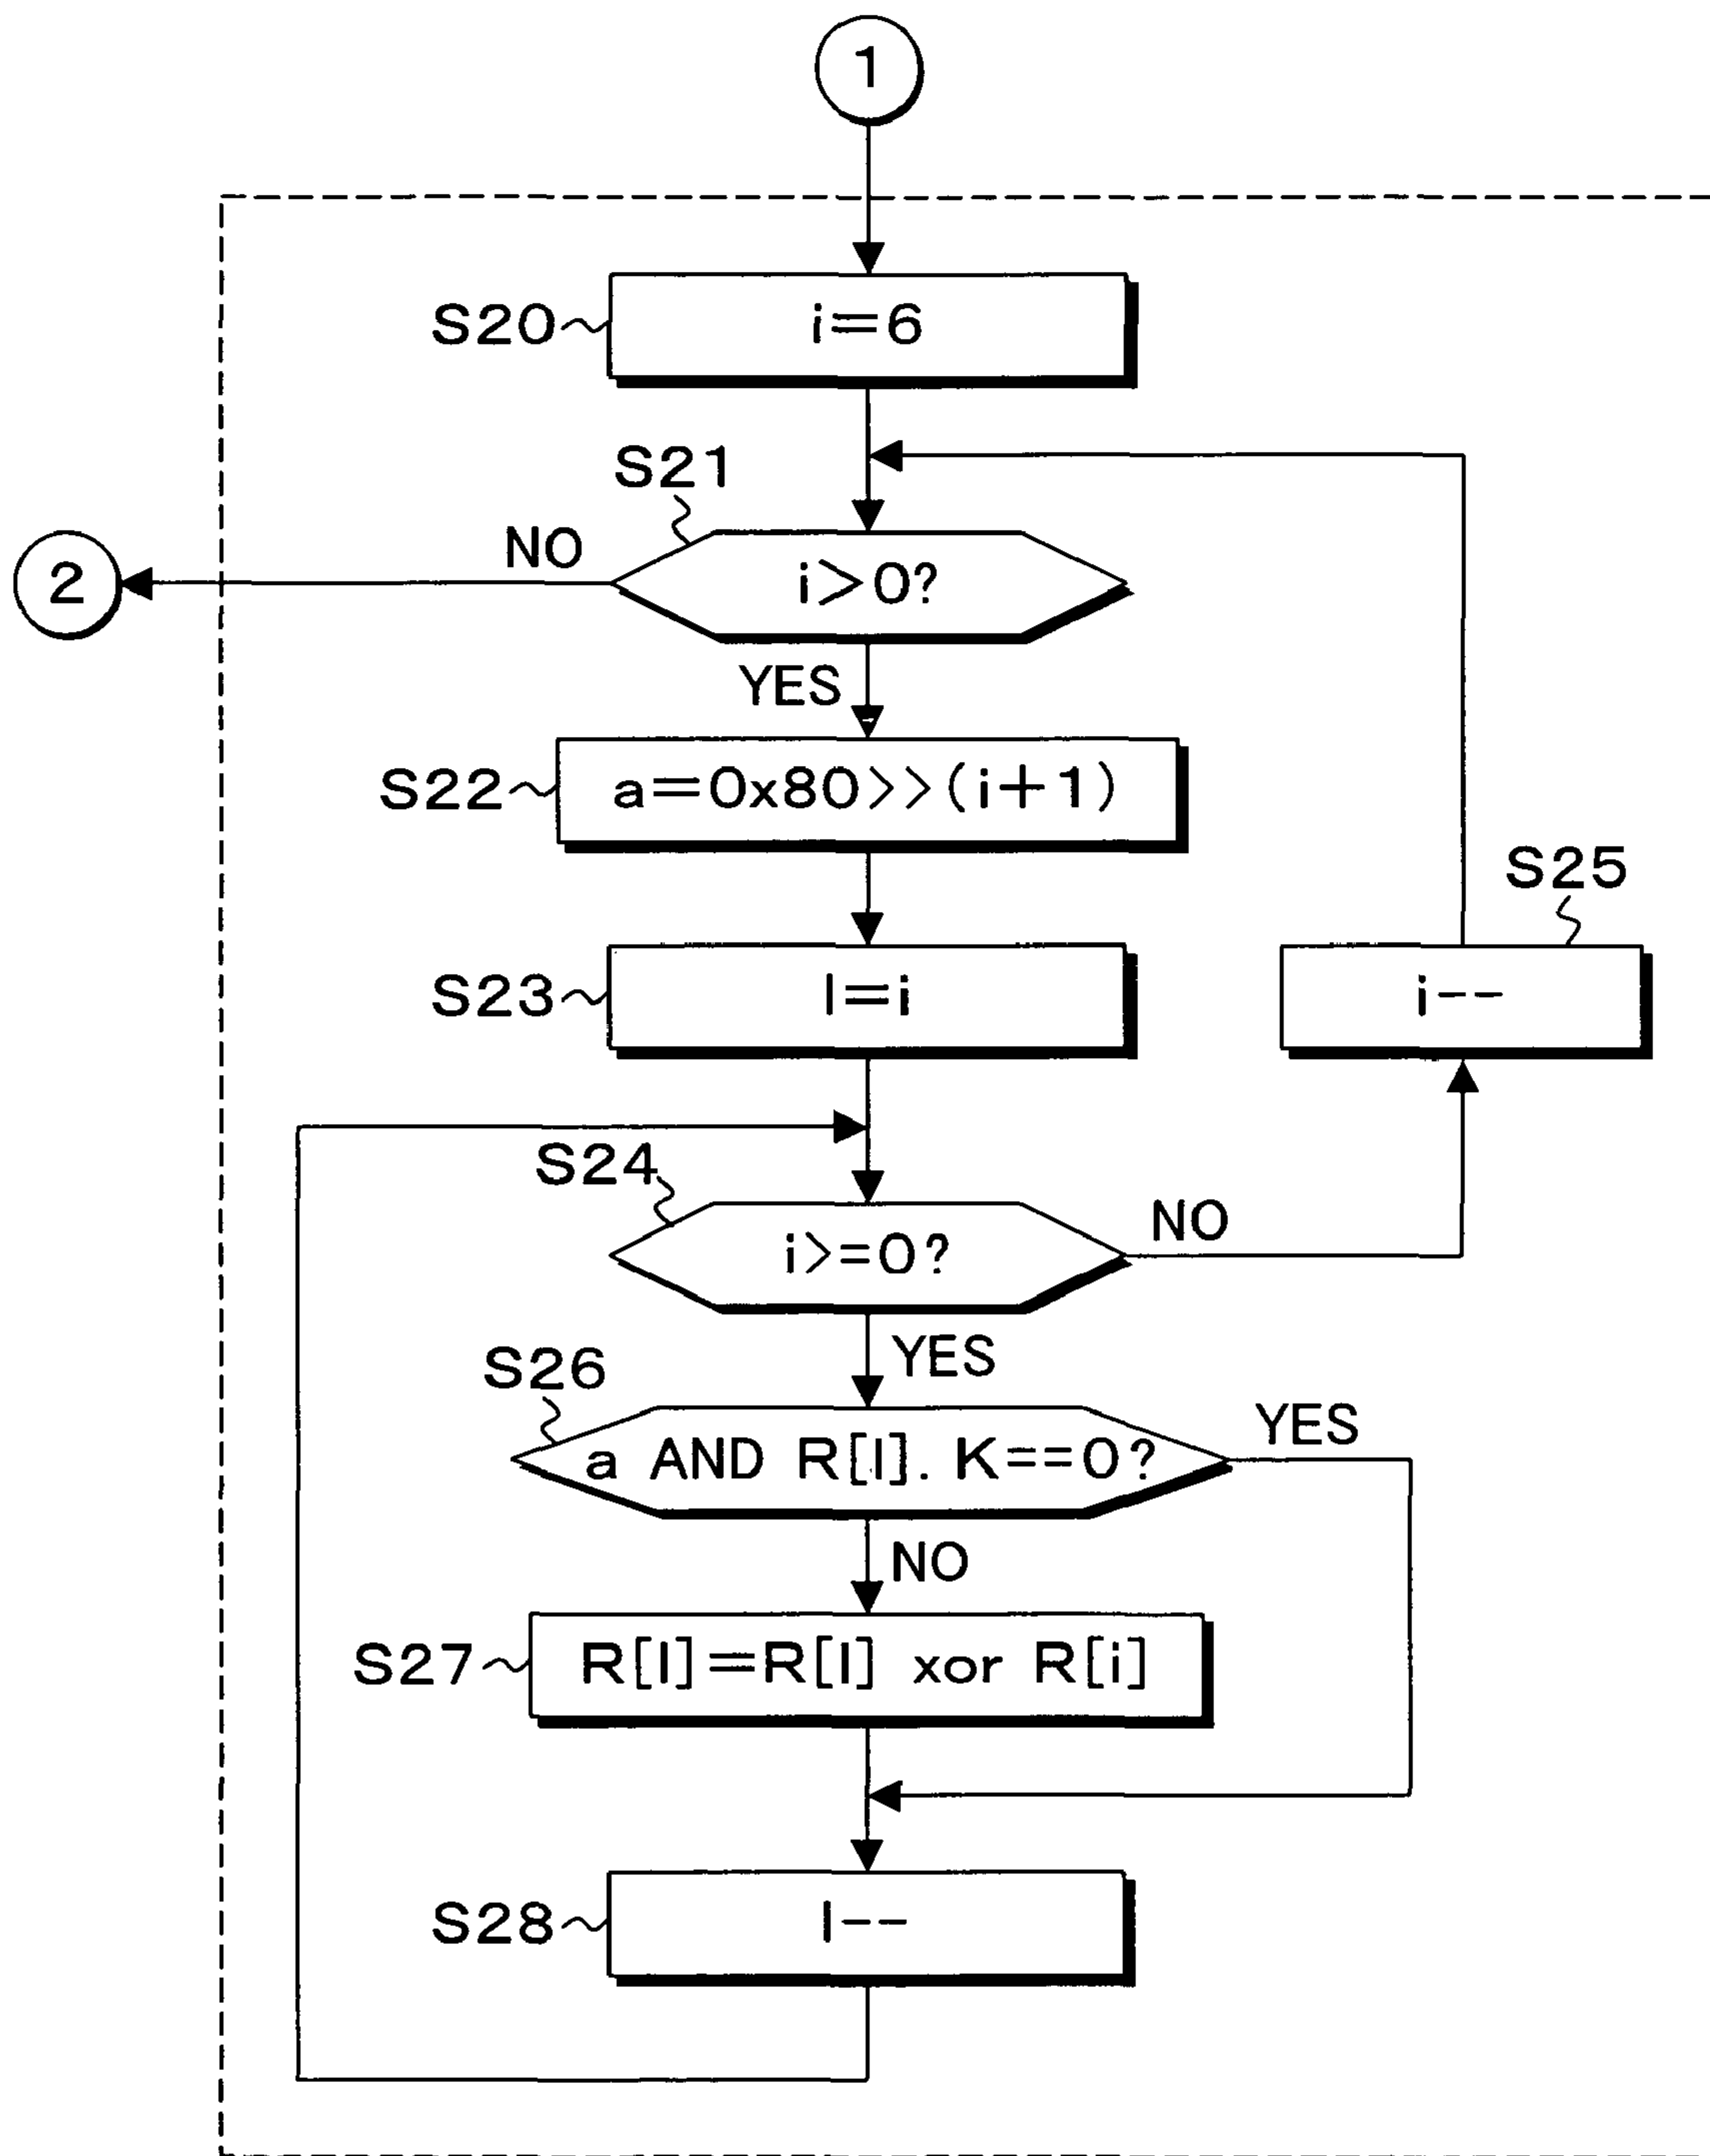 1
S20
i=6
S21
NO
i>0?
2
YES
S22
a=0x80>>(i+1)
S25
S23
l=i
i--
S24
NO
i>=0?
YES
S26
YES
a AND R[l]. K==0?
NO
S27
R[l]=R[l] xor R[i]
S28
l--